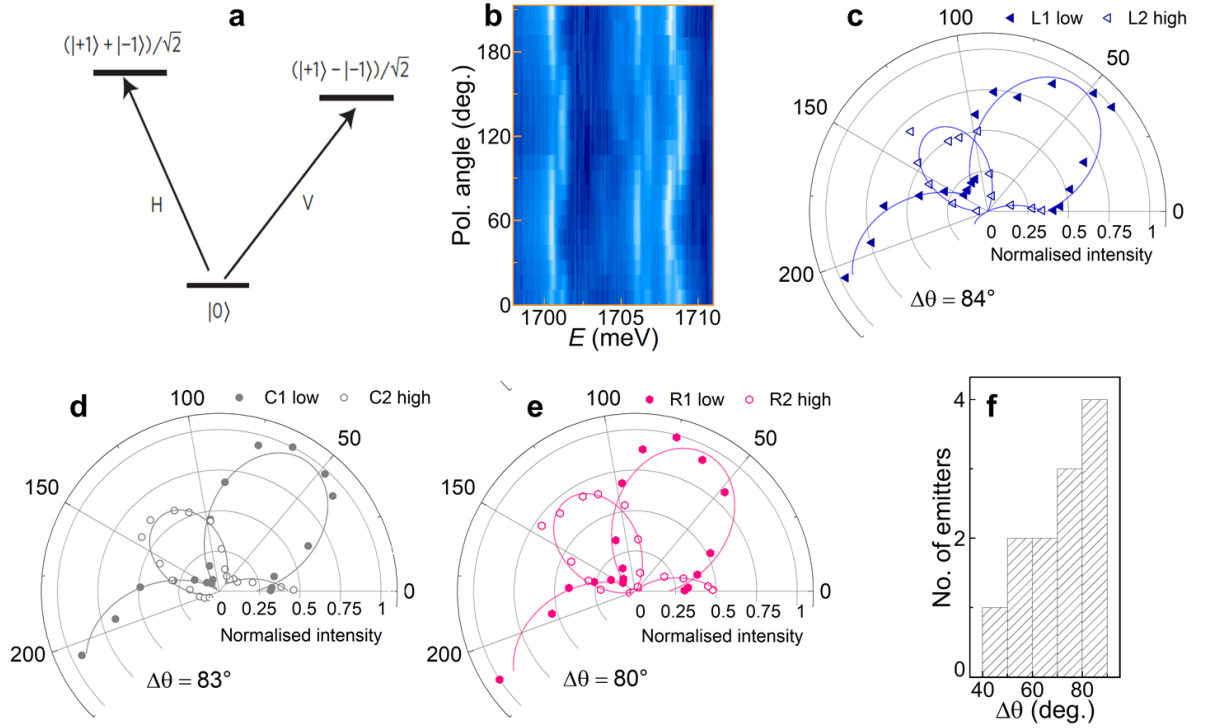 a
(|+1⟩ + |−1⟩)/√2
(|+1⟩ − |−1⟩)/√2
H
V
|0⟩
b
Pol. angle (deg.)
180
120
60
0
1700
1705
1710
E (meV)
c
L1 low
L2 high
100
50
150
0
200
0
0.25
0.5
0.75
1
Normalised intensity
Δθ = 84°
d
C1 low
C2 high
100
50
150
0
200
0
0.25
0.5
0.75
1
Normalised intensity
Δθ = 83°
e
R1 low
R2 high
100
50
150
0
200
0
0.25
0.5
0.75
1
Normalised intensity
Δθ = 80°
f
No. of emitters
4
2
0
40
60
80
Δθ (deg.)